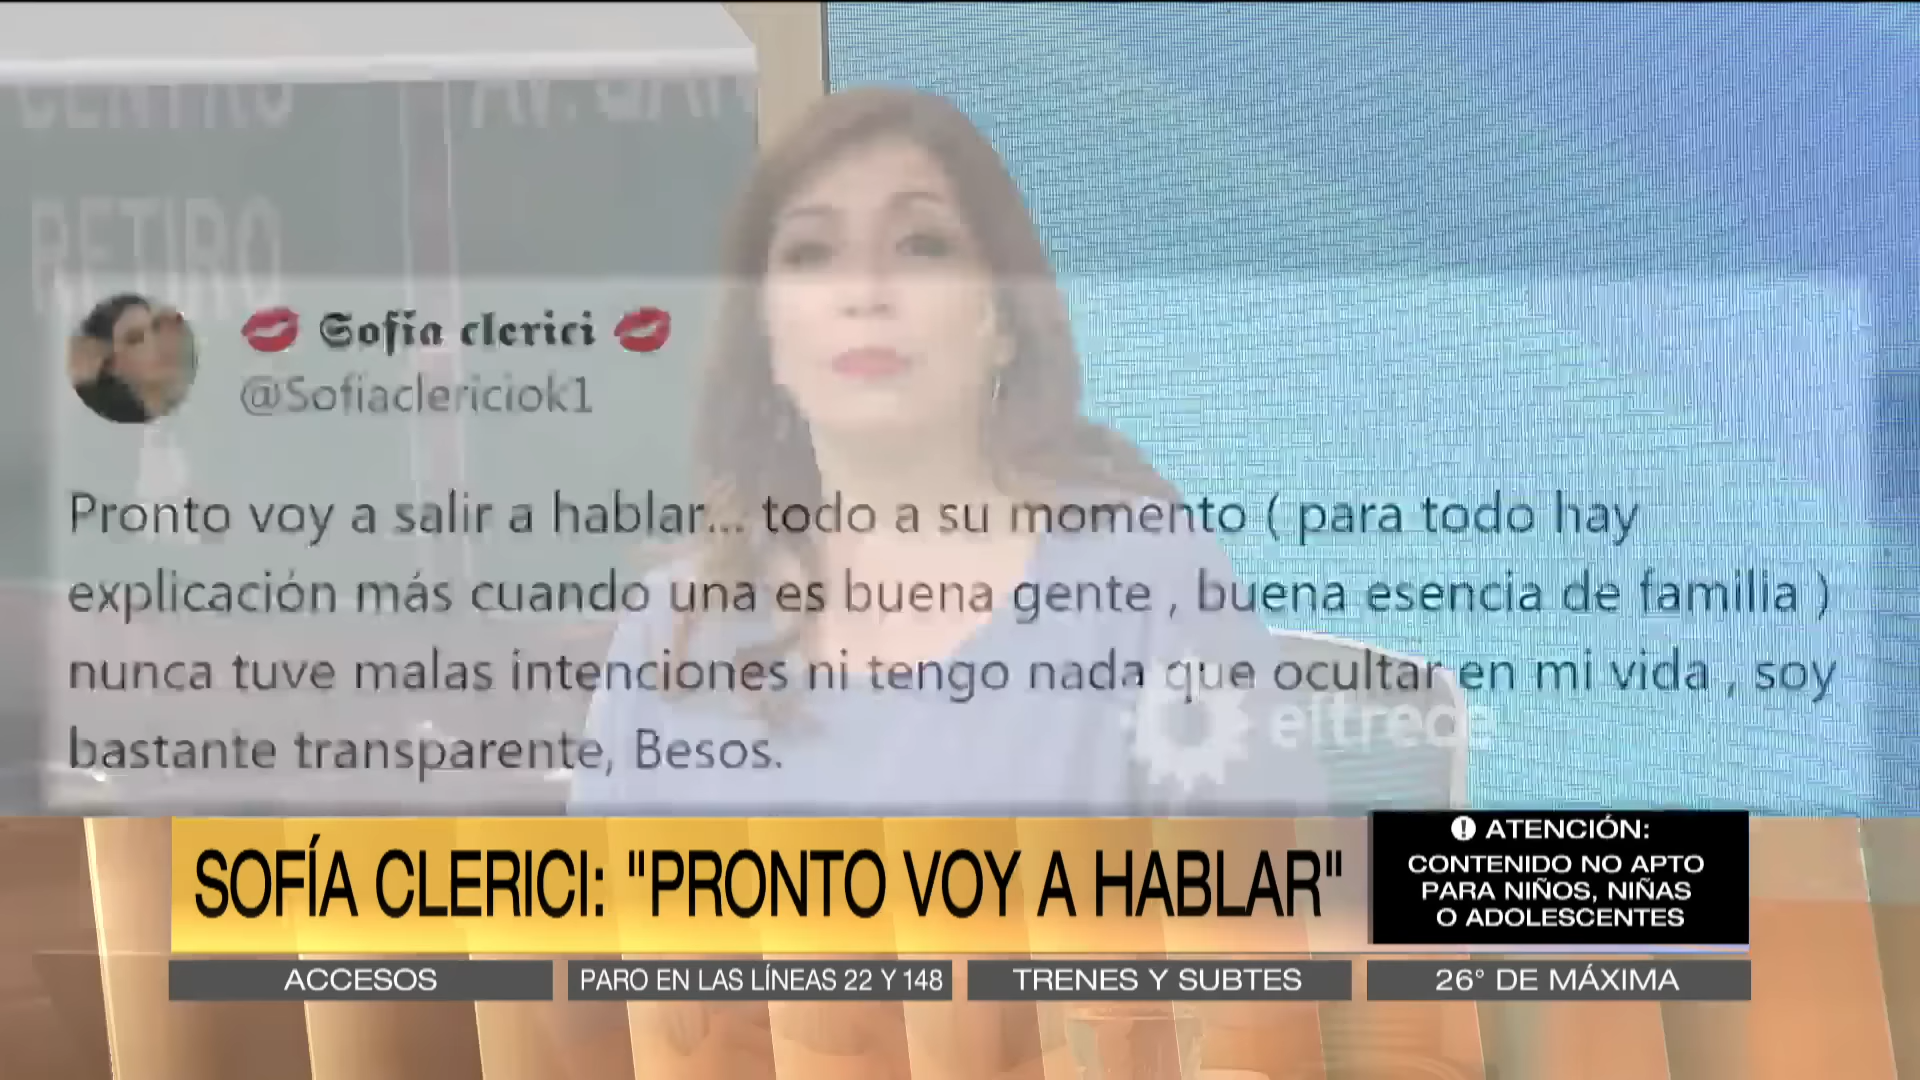 CENTRO
RETIRO
💋 Sofía clerici 💋
@Sofiaclericiok1
Pronto voy a salir a hablar... todo a su momento ( para todo hay
explicación más cuando una es buena gente , buena esencia de familia )
nunca tuve malas intenciones ni tengo nada que ocultar en mi vida , soy
bastante transparente, Besos.
eltrece
SOFÍA CLERICI: "PRONTO VOY A HABLAR"
ATENCIÓN:
CONTENIDO NO APTO
PARA NIÑOS, NIÑAS
O ADOLESCENTES
ACCESOS
PARO EN LAS LÍNEAS 22 Y 148
TRENES Y SUBTES
26° DE MÁXIMA